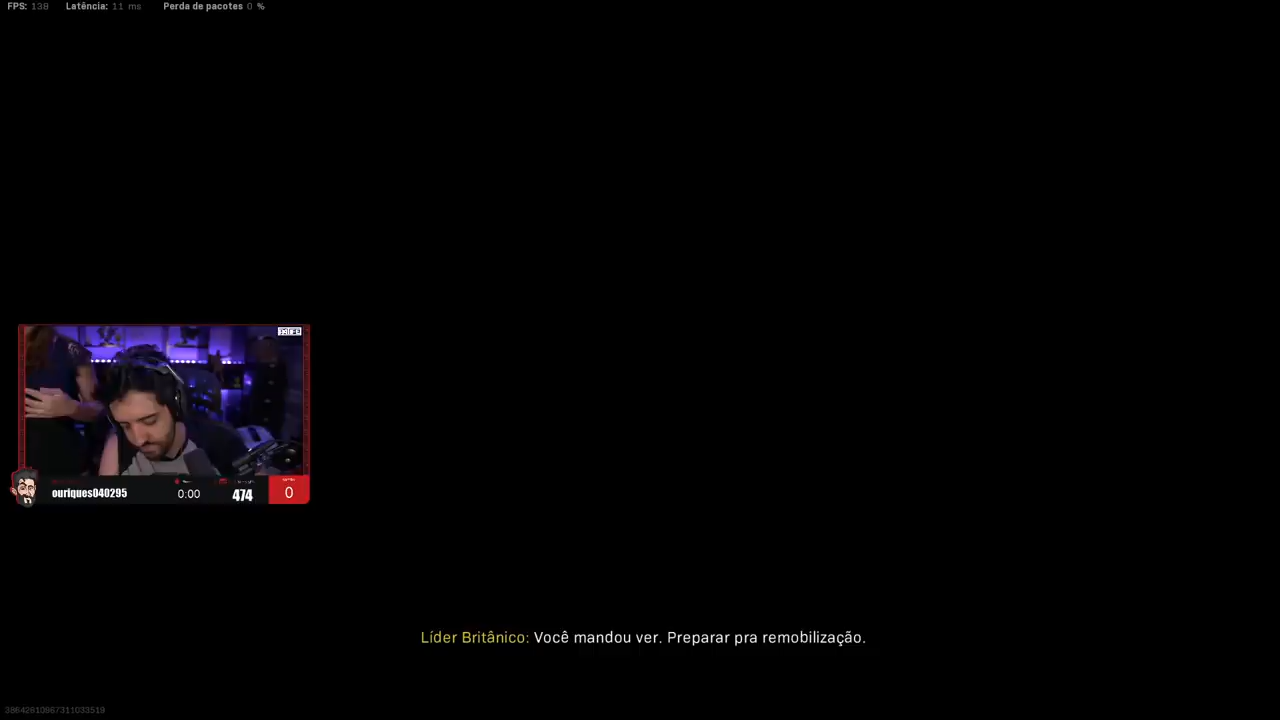 FPS: 138 Latência: 11 ms Perda de pacotes 0 %
ouriques040295
0:00
474
0
Líder Britânico: Você mandou ver. Preparar pra remobilização.